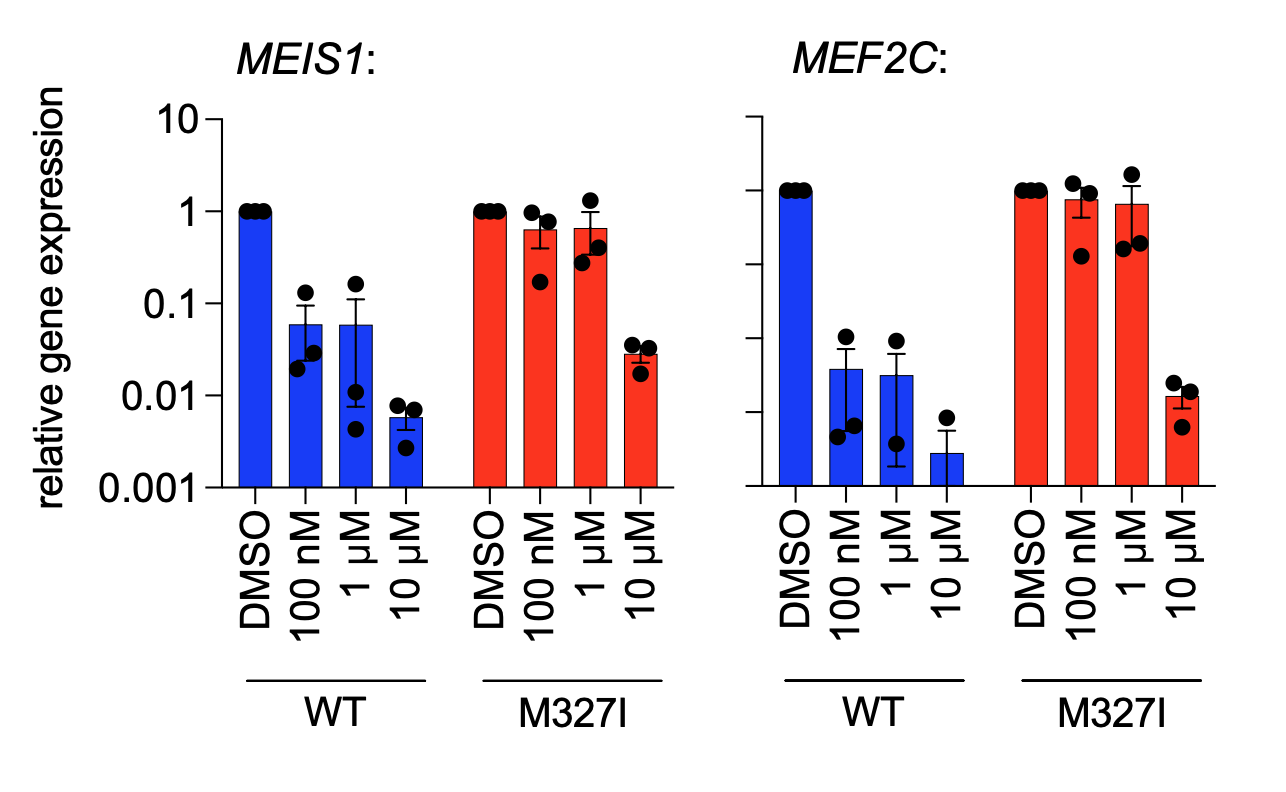 MEIS1:
MEF2C:
relative gene expression
10
1
0.1
0.01
0.001
DMSO
100 nM
1 µM
10 µM
DMSO
100 nM
1 µM
10 µM
DMSO
100 nM
1 µM
10 µM
DMSO
100 nM
1 µM
10 µM
WT
M327I
WT
M327I